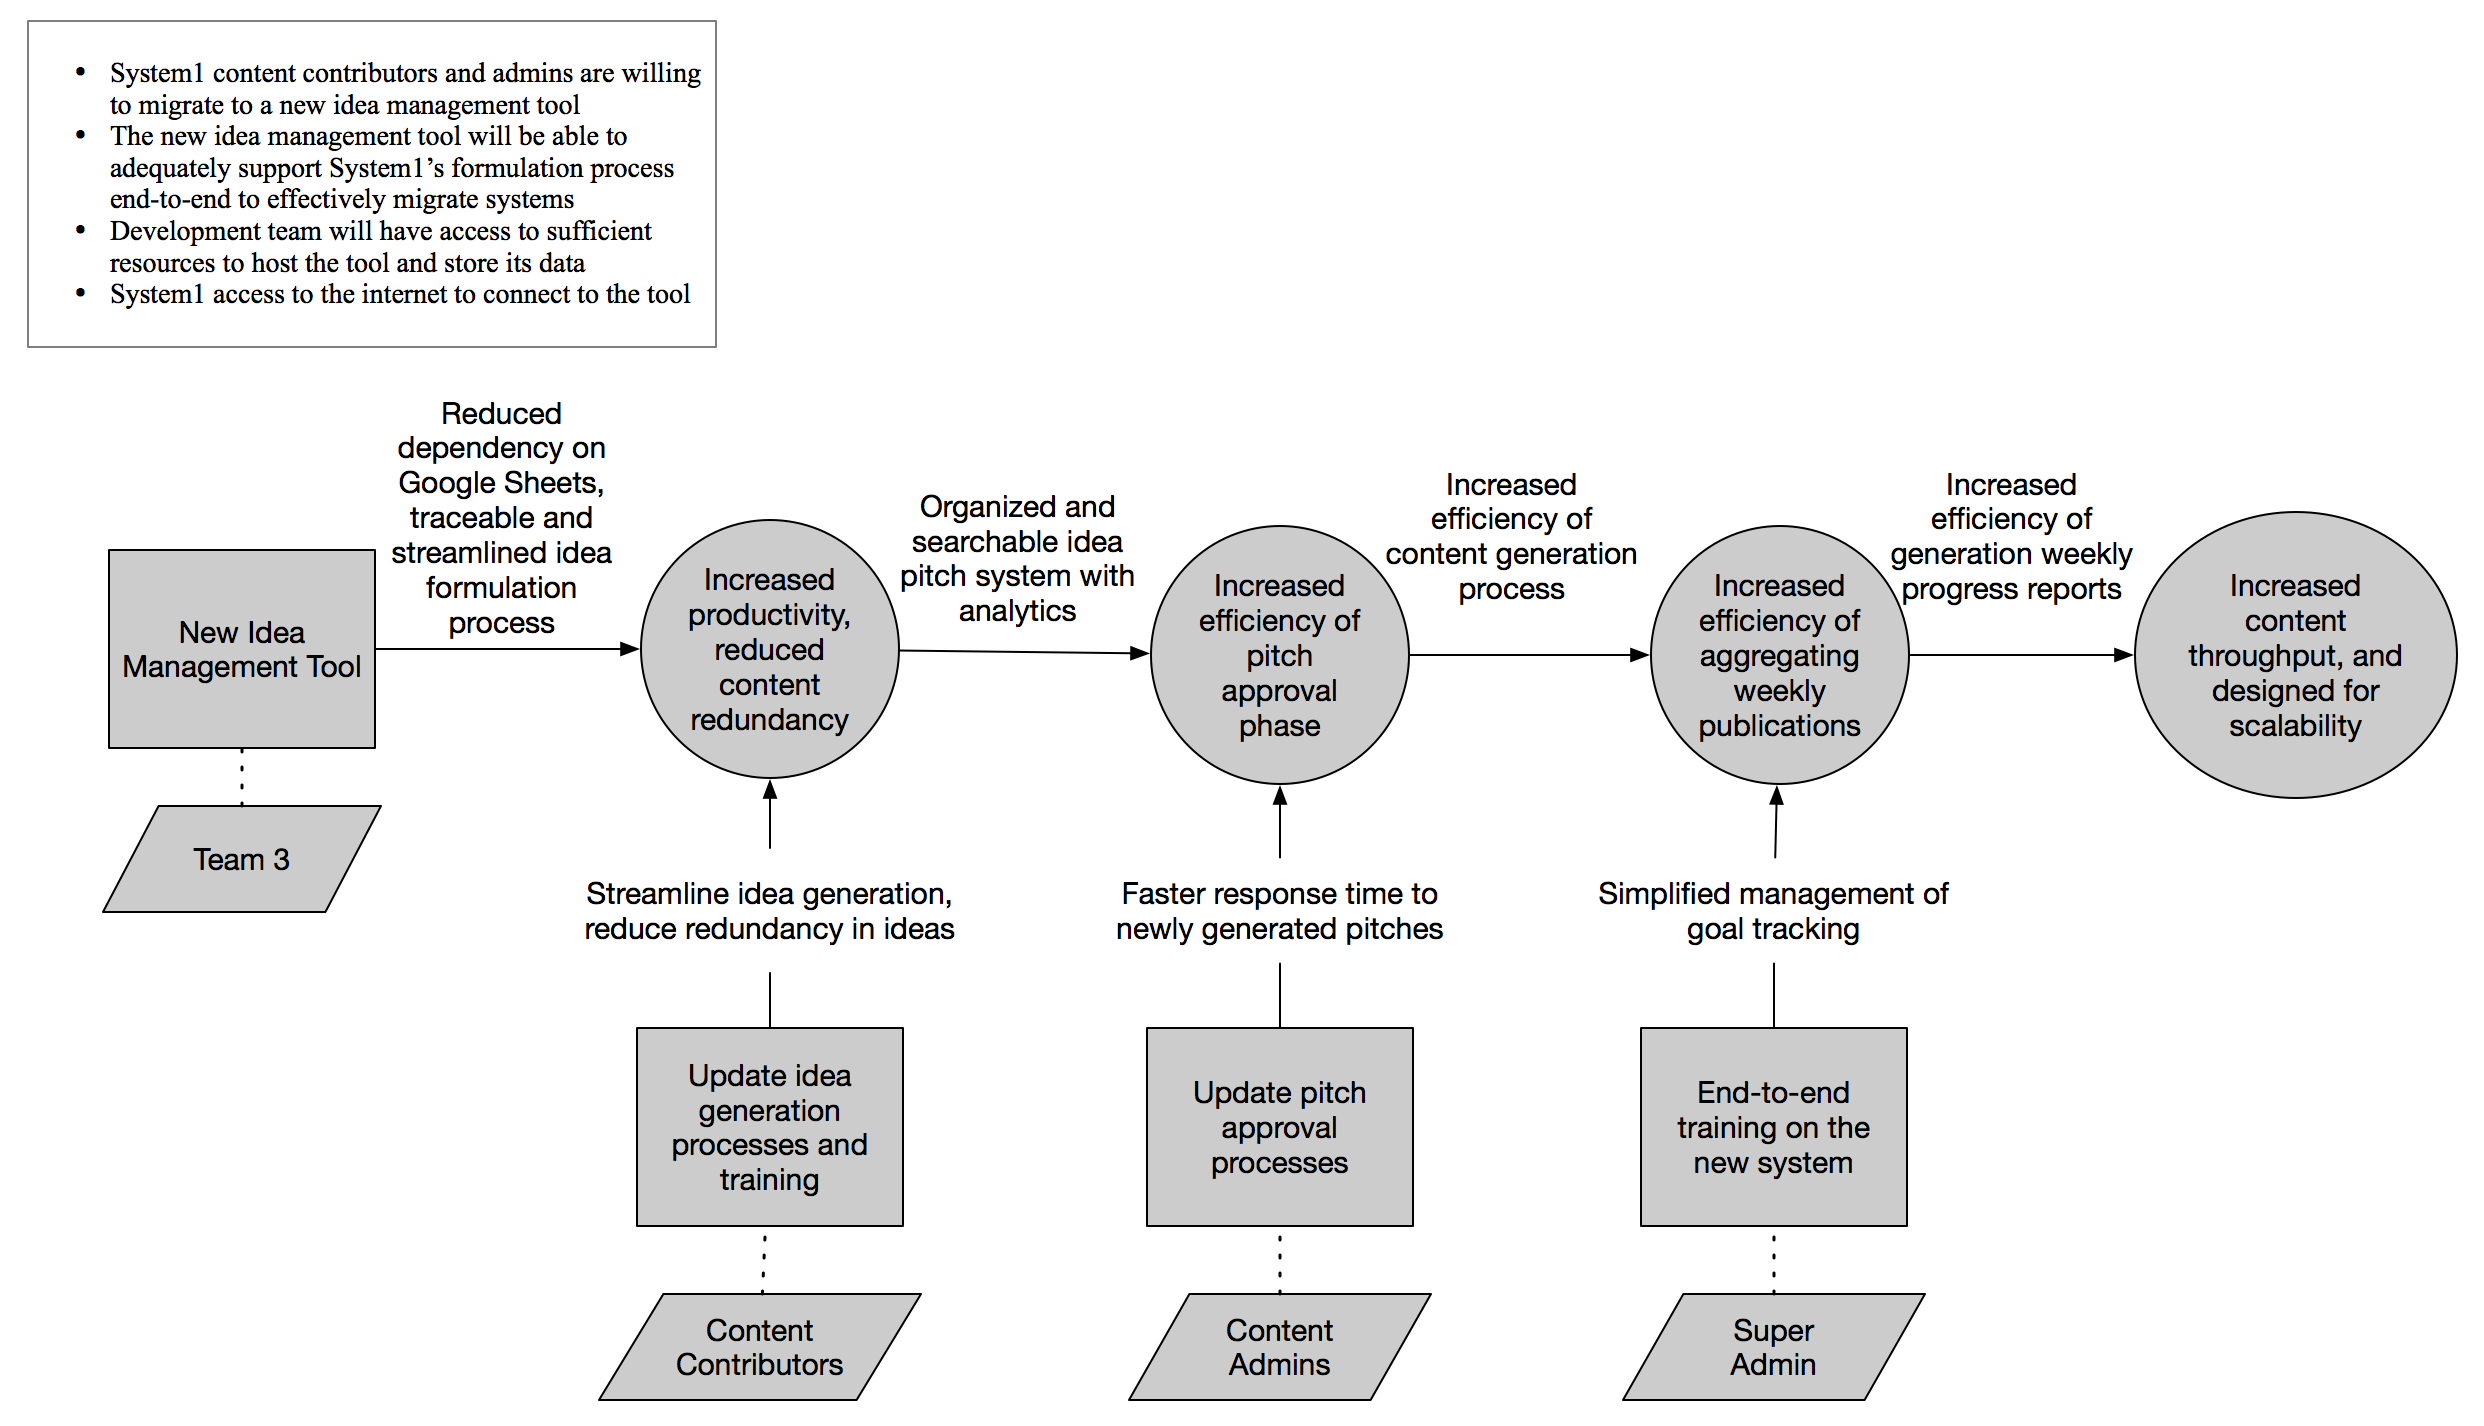 • System1 content contributors and admins are willing
to migrate to a new idea management tool
• The new idea management tool will be able to
adequately support System1’s formulation process
end-to-end to effectively migrate systems
• Development team will have access to sufficient
resources to host the tool and store its data
• System1 access to the internet to connect to the tool
New Idea
Management Tool
Team 3
Reduced
dependency on
Google Sheets,
traceable and
streamlined idea
formulation
process
Increased
productivity,
reduced
content
redundancy
Organized and
searchable idea
pitch system with
analytics
Increased
efficiency of
pitch
approval
phase
Increased
efficiency of
content generation
process
Increased
efficiency of
aggregating
weekly
publications
Increased
efficiency of
generation weekly
progress reports
Increased
content
throughput, and
designed for
scalability
Streamline idea generation,
reduce redundancy in ideas
Faster response time to
newly generated pitches
Simplified management of
goal tracking
Update idea
generation
processes and
training
Update pitch
approval
processes
End-to-end
training on the
new system
Content
Contributors
Content
Admins
Super
Admin